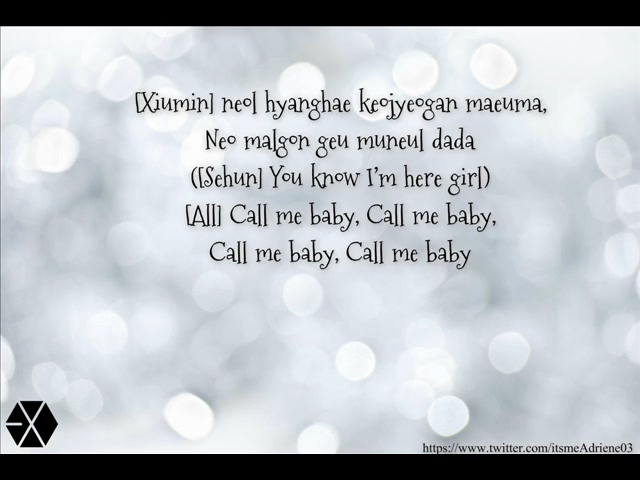 [Xiumin] neol hyanghae keojyeogan maeuma,
Neo malgon geu muneul dada
([Sehun] You know I'm here girl)
[All] Call me baby, Call me baby,
Call me baby, Call me baby
https://www.twitter.com/itsmeAdriene03